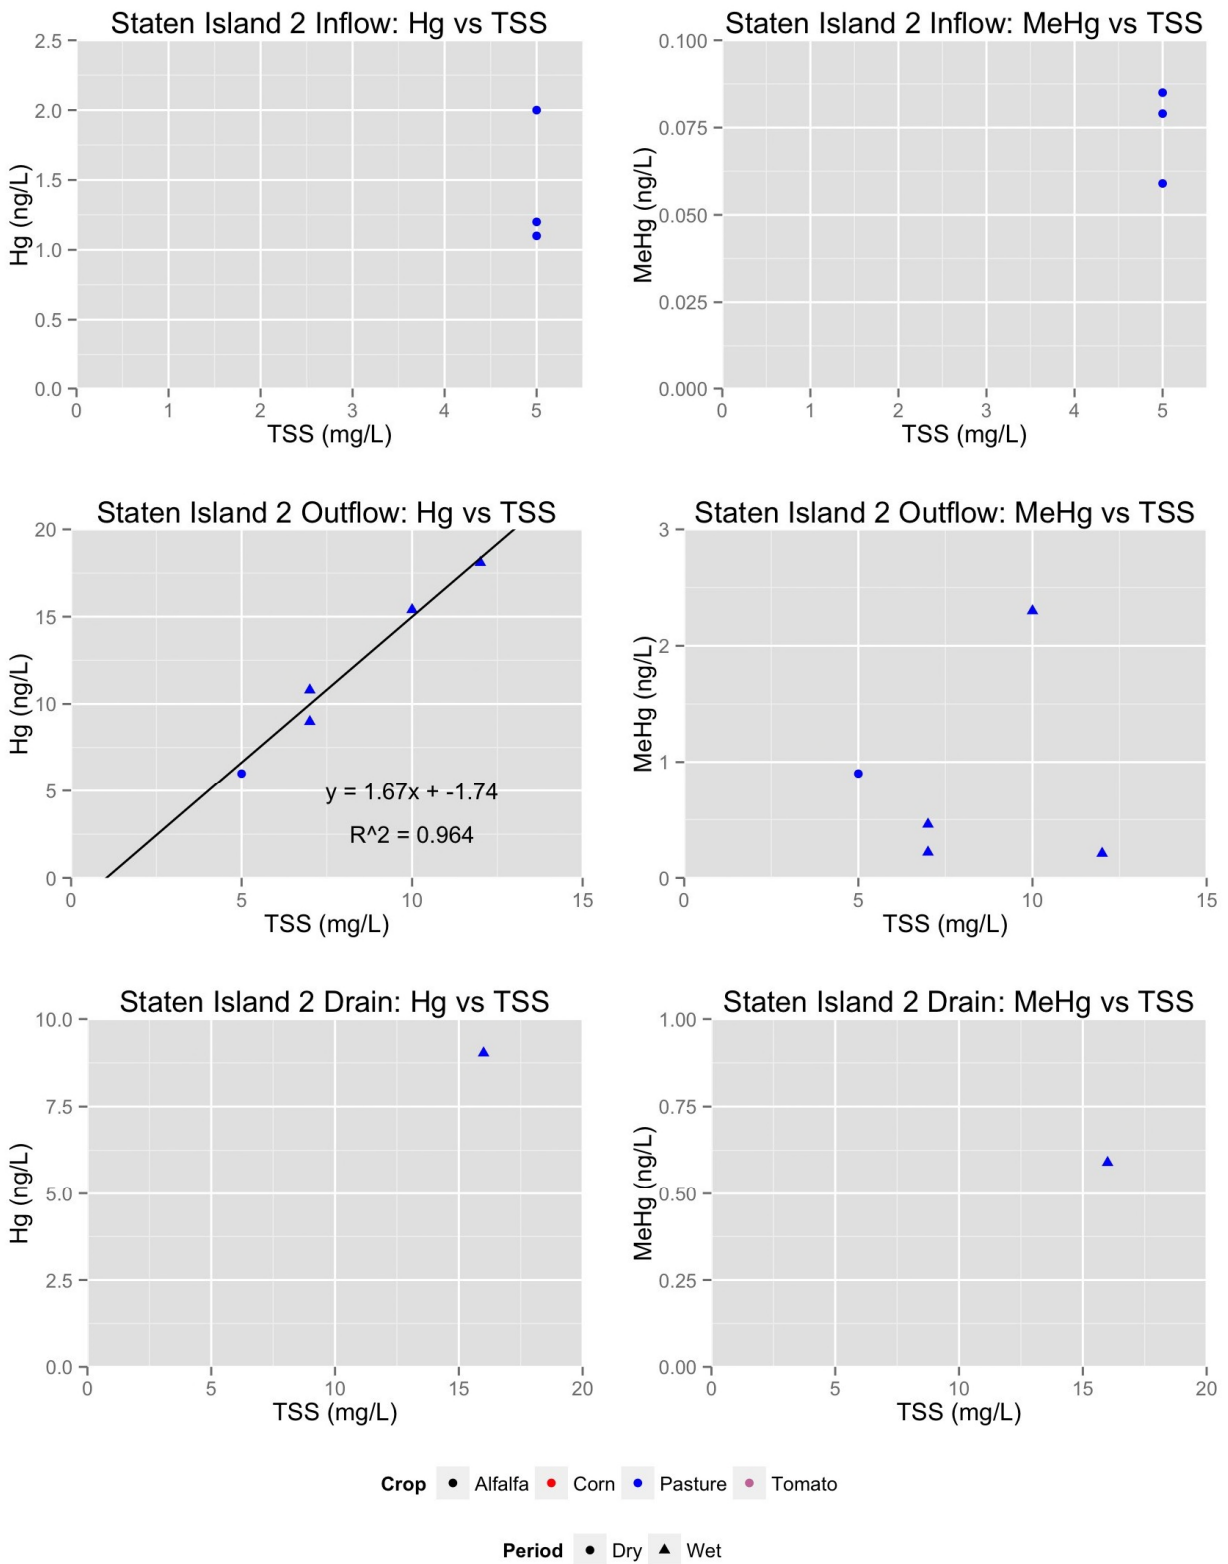 Staten Island 2 Inflow: Hg vs TSS
2.5
2.0
1.5
1.0
0.5
0.0
Hg (ng/L)
0 1 2 3 4 5
TSS (mg/L)
Staten Island 2 Inflow: MeHg vs TSS
0.100
0.075
0.050
0.025
0.000
MeHg (ng/L)
0 1 2 3 4 5
TSS (mg/L)
Staten Island 2 Outflow: Hg vs TSS
20
15
10
5
0
Hg (ng/L)
y = 1.67x + -1.74
R^2 = 0.964
0 5 10 15
TSS (mg/L)
Staten Island 2 Outflow: MeHg vs TSS
3
2
1
0
MeHg (ng/L)
0 5 10 15
TSS (mg/L)
Staten Island 2 Drain: Hg vs TSS
10.0
7.5
5.0
2.5
0.0
Hg (ng/L)
0 5 10 15 20
TSS (mg/L)
Staten Island 2 Drain: MeHg vs TSS
1.00
0.75
0.50
0.25
0.00
MeHg (ng/L)
0 5 10 15 20
TSS (mg/L)
Crop Alfalfa Corn Pasture Tomato
Period Dry Wet